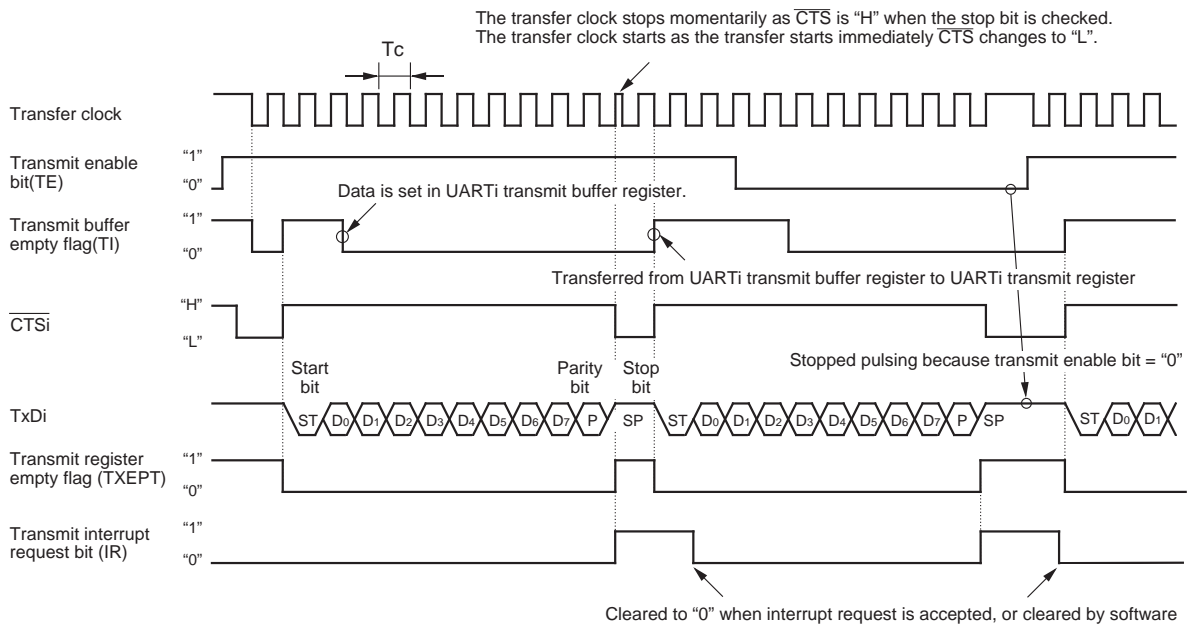 The transfer clock stops momentarily as CTS is “H” when the stop bit is checked.
The transfer clock starts as the transfer starts immediately CTS changes to “L”.
Tc
Transfer clock
Transmit enable
bit(TE)
“1”
“0”
Data is set in UARTi transmit buffer register.
Transmit buffer
empty flag(TI)
“1”
“0”
Transferred from UARTi transmit buffer register to UARTi transmit register
CTSi
“H”
“L”
Stopped pulsing because transmit enable bit = “0”
Start
bit
Parity
bit
Stop
bit
TxDi
ST D0 D1 D2 D3 D4 D5 D6 D7 P SP ST D0 D1 D2 D3 D4 D5 D6 D7 P SP ST D0 D1
Transmit register
empty flag (TXEPT)
“1”
“0”
Transmit interrupt
request bit (IR)
“1”
“0”
Cleared to “0” when interrupt request is accepted, or cleared by software